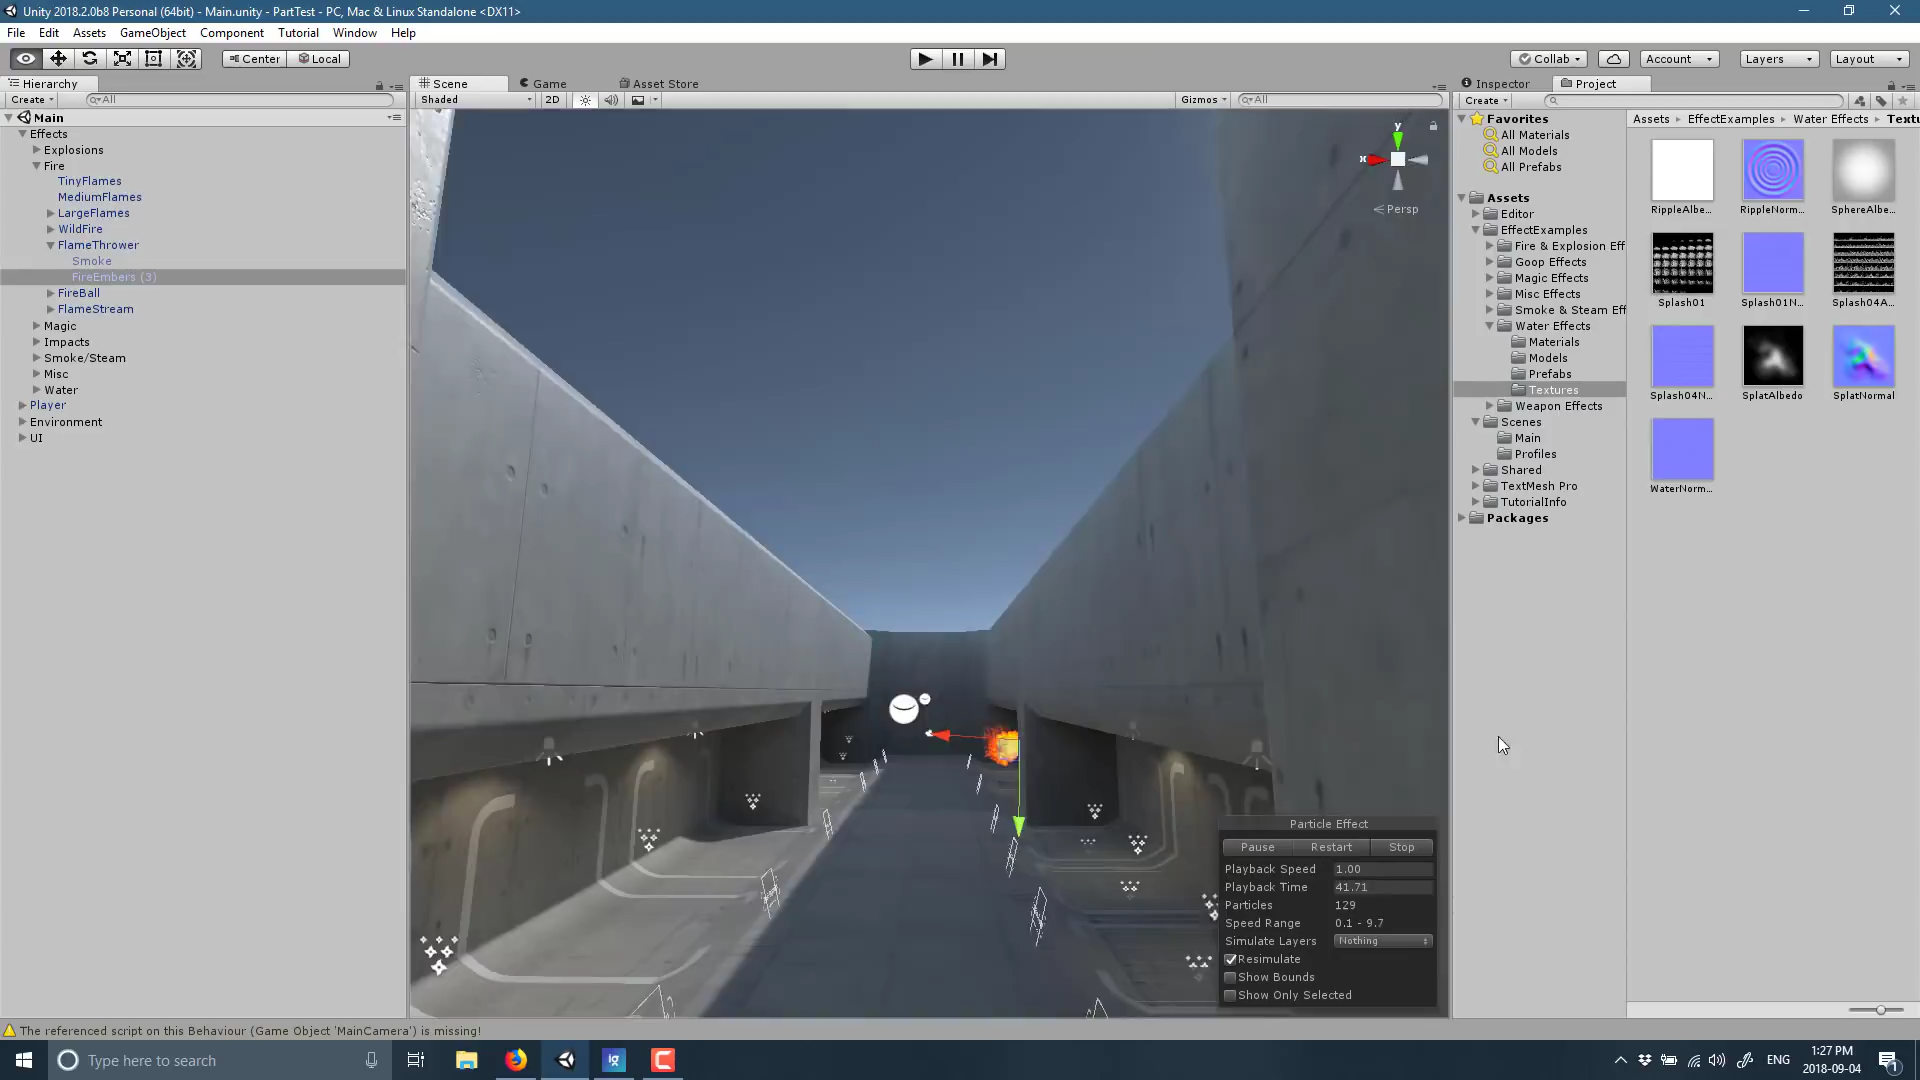 Unity 2018.2.0b8 Personal (64bit) - Main.unity - PartTest - PC, Mac & Linux Standalone <DX11>
File Edit Assets GameObject Component Tutorial Window Help
Center Local Collab Account Layers Layout
Hierarchy
Create All
Main
Effects
Explosions
Fire
TinyFlames
MediumFlames
LargeFlames
WildFire
FlameThrower
Smoke
FireEmbers (3)
FireBall
FlameStream
Magic
Impacts
Smoke/Steam
Misc
Water
Player
Environment
UI
Scene Game Asset Store
Shaded 2D Gizmos All
y
x
Persp
Particle Effect
Pause Restart Stop
Playback Speed 1.00
Playback Time 41.71
Particles 129
Speed Range 0.1 - 9.7
Simulate Layers Nothing
Resimulate
Show Bounds
Show Only Selected
Inspector Project
Create
Favorites
All Materials
All Models
All Prefabs
Assets
Editor
EffectExamples
Fire & Explosion Eff
Goop Effects
Magic Effects
Misc Effects
Smoke & Steam Eff
Water Effects
Materials
Models
Prefabs
Textures
Weapon Effects
Scenes
Main
Profiles
Shared
TextMesh Pro
TutorialInfo
Packages
Assets EffectExamples Water Effects Textu
RippleAlbe... RippleNorm... SphereAlbe...
Splash01 Splash01N... Splash04A...
Splash04N... SplatAlbedo SplatNormal
WaterNorm...
The referenced script on this Behaviour (Game Object 'MainCamera') is missing!
Type here to search
ENG
1:27 PM
2018-09-04
1